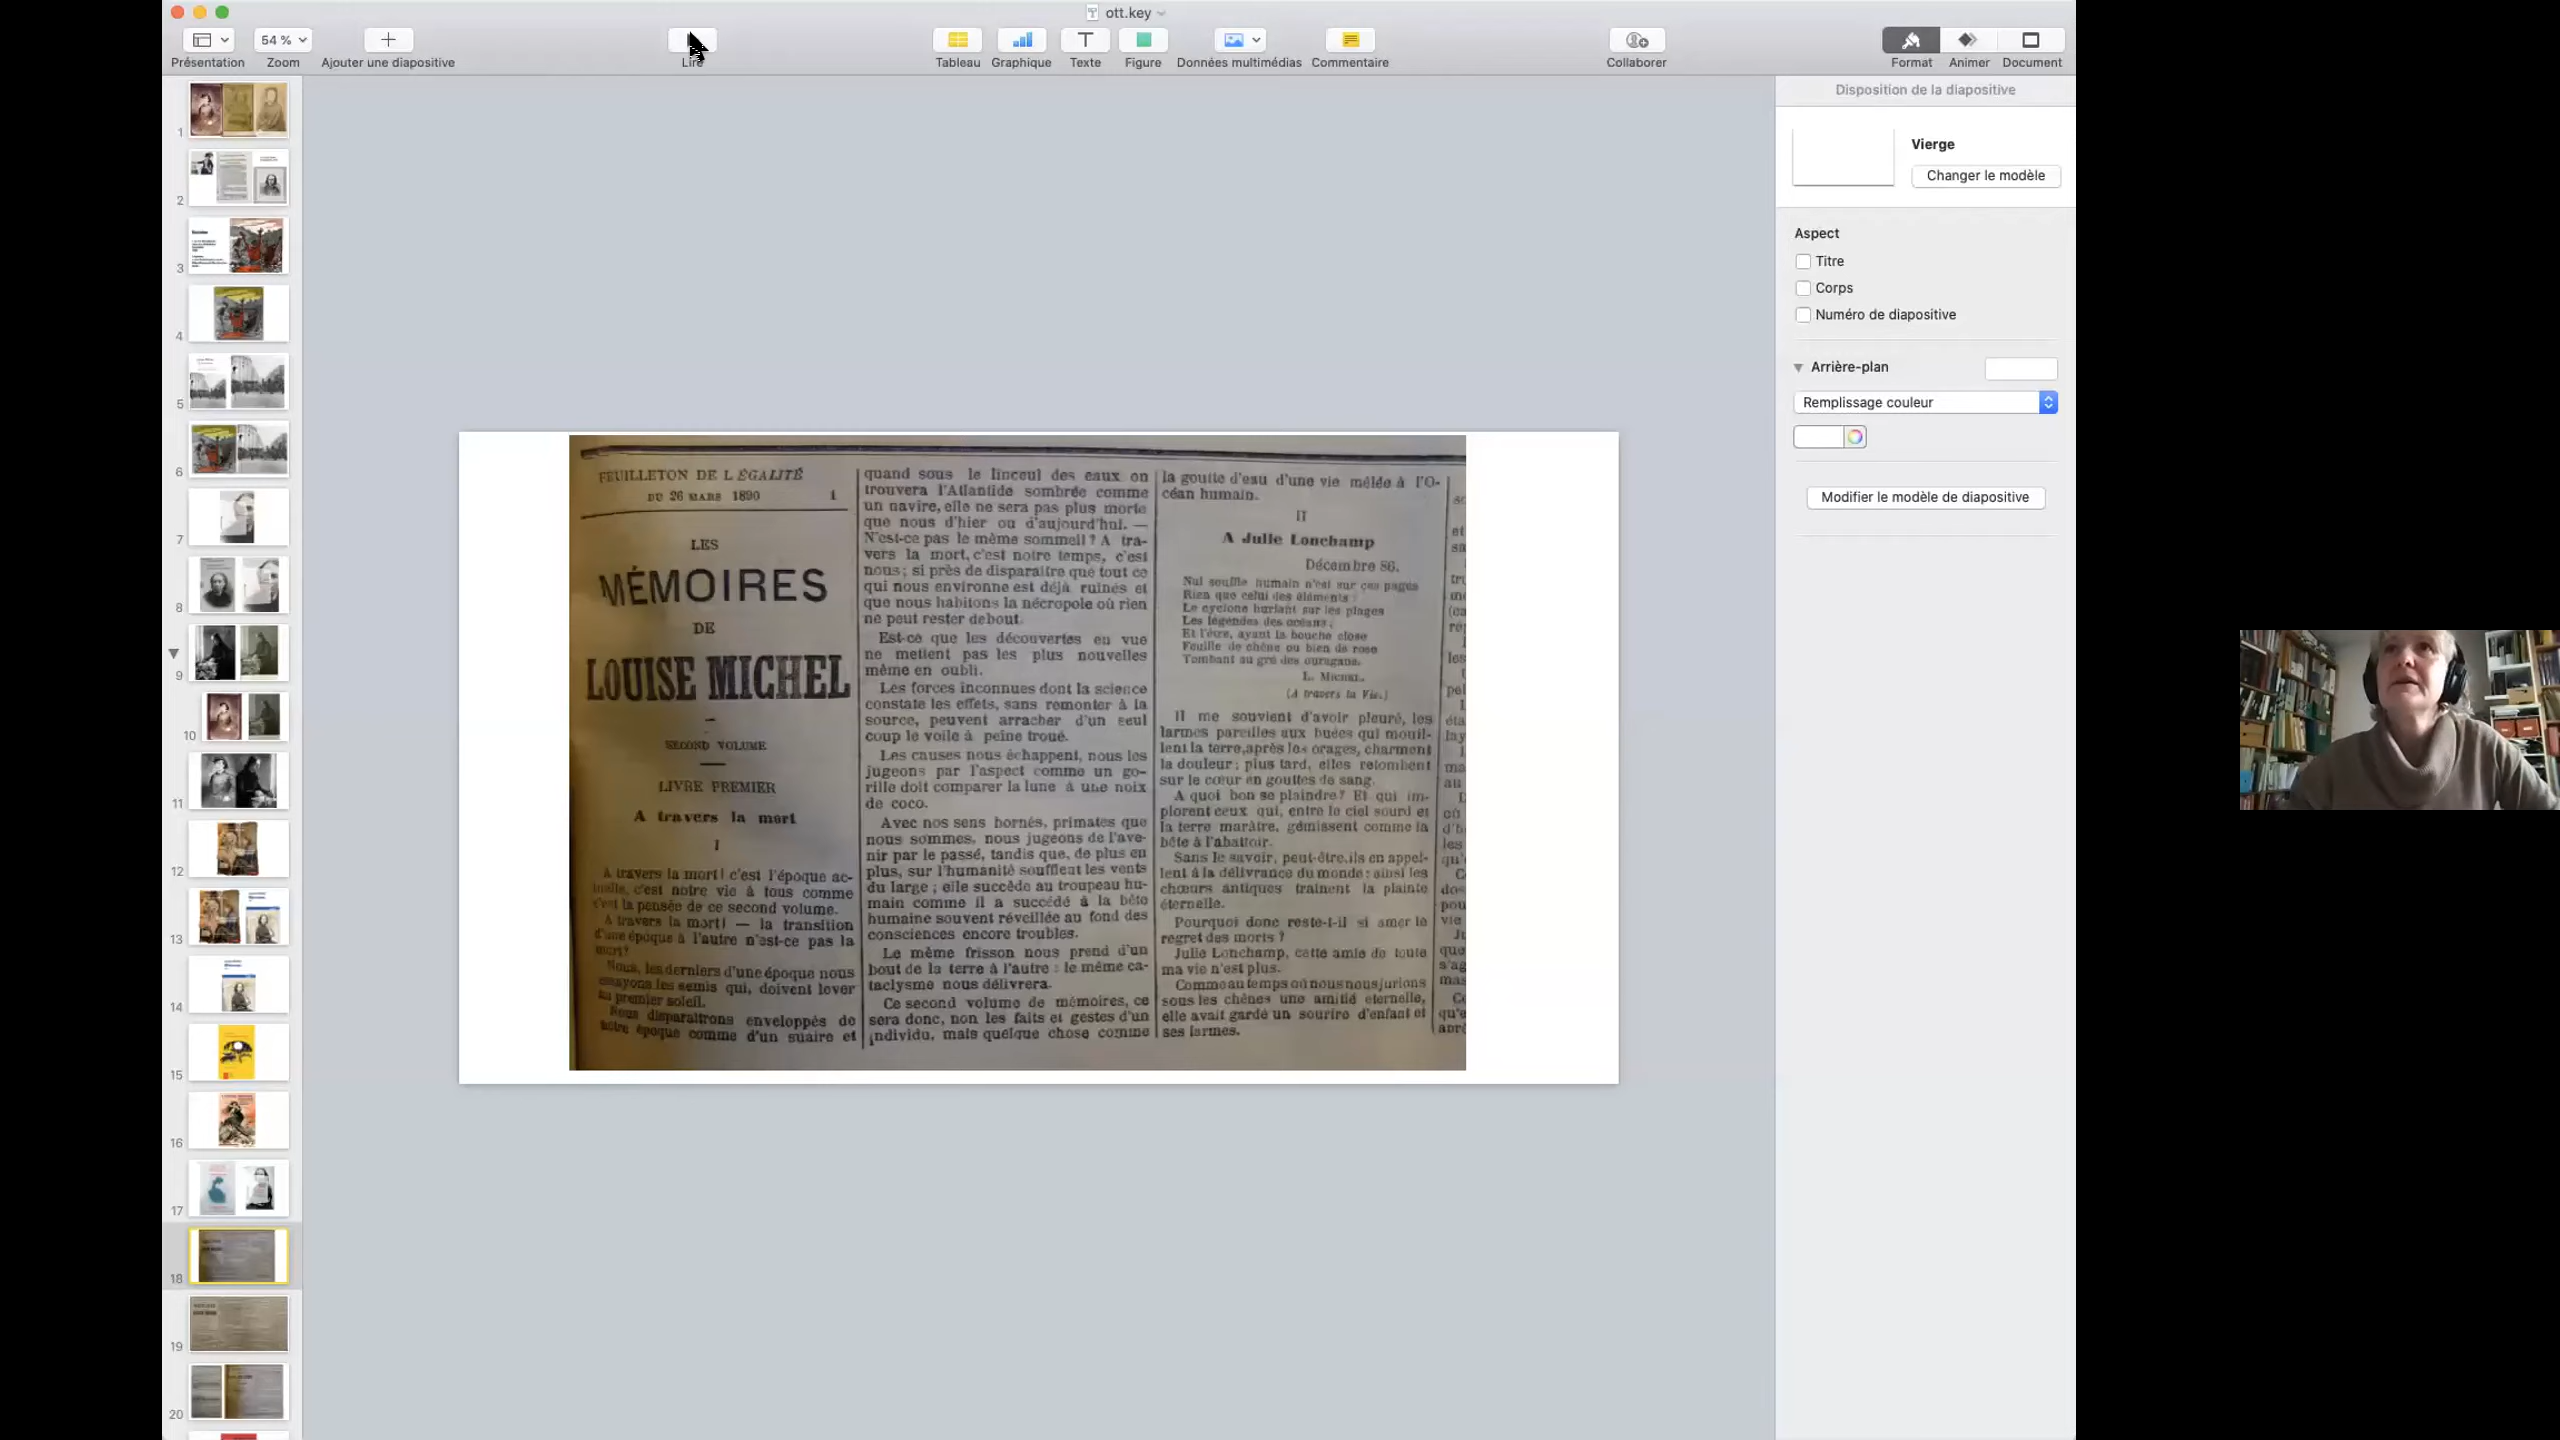 ott.key
54 %
Présentation
Zoom
Ajouter une diapositive
Lire
Tableau
Graphique
Texte
Figure
Données multimédias
Commentaire
Collaborer
Format
Animer
Document
1
2
3
4
5
6
7
8
9
10
11
12
13
14
15
16
17
18
19
20
FEUILLETON DE L'ÉGALITÉ
DU 26 MARS 1890 1
LES
MÉMOIRES
DE
LOUISE MICHEL
SECOND VOLUME
LIVRE PREMIER
A travers la mort
I
A travers la mort! c'est l'époque ac-
tuelle, c'est notre vie à tous comme
c'est la pensée de ce second volume.
A travers la mort! — la transition
d'une époque à l'autre n'est-ce pas la
mort?
Nous, les derniers d'une époque nous
essayons les semis qui, doivent lever
au premier soleil.
Nous disparaîtrons enveloppés de
notre époque comme d'un suaire et
quand sous le linceul des eaux on
trouvera l'Atlantide sombrée comme
un navire, elle ne sera pas plus morte
que nous d'hier ou d'aujourd'hui. —
N'est-ce pas le même sommeil? A tra-
vers la mort, c'est notre temps, c'est
nous; si près de disparaître que tout ce
qui nous environne est déjà ruines et
que nous habitons la nécropole où rien
ne peut rester debout.
Est-ce que les découvertes en vue
ne mettent pas les plus nouvelles
même en oubli.
Les forces inconnues dont la science
constate les effets, sans remonter à la
source, peuvent arracher d'un seul
coup le voile à peine troué.
Les causes nous échappent, nous les
jugeons par l'aspect comme un go-
rille doit comparer la lune à une noix
de coco.
Avec nos sens bornés, primates que
nous sommes, nous jugeons de l'ave-
nir par le passé, tandis que, de plus en
plus, sur l'humanité soufflent les vents
du large; elle succède au troupeau hu-
main comme il a succédé à la bête
humaine souvent réveillée au fond des
consciences encore troubles.
Le même frisson nous prend d'un
bout de la terre à l'autre : le même ca-
taclysme nous délivrera.
Ce second volume de mémoires, ce
sera donc, non les faits et gestes d'un
individu, mais quelque chose comme
la goutte d'eau d'une vie mêlée à l'O-
céan humain.
II
A Julie Lonchamp
Décembre 86.
Nul souffle humain n'est sur ces pages
Rien que celui des éléments :
Le cyclone hurlant sur les plages
Les légendes des océans;
Et l'être, ayant la bouche close
Feuille de chêne ou bien de rose
Tombant au gré des ouragans.
L. MICHEL.
(A travers la Vie.)
Il me souvient d'avoir pleuré, les
larmes pareilles aux buées qui mouil-
lent la terre, après les orages, charment
la douleur; plus tard, elles retombent
sur le cœur en gouttes de sang.
A quoi bon se plaindre? Et qui im-
plorent ceux qui, entre le ciel sourd et
la terre marâtre, gémissent comme la
bête à l'abattoir.
Sans le savoir, peut-être, ils en appel-
lent à la délivrance du monde : ainsi les
chœurs antiques traînent la plainte
éternelle.
Pourquoi donc reste-t-il si amer le
regret des morts ?
Julie Lonchamp, cette amie de toute
ma vie n'est plus.
Comme au temps où nous nous jurions
sous les chênes une amitié éternelle,
elle avait gardé un sourire d'enfant et
ses larmes.
Disposition de la diapositive
Vierge
Changer le modèle
Aspect
Titre
Corps
Numéro de diapositive
Arrière-plan
Remplissage couleur
Modifier le modèle de diapositive